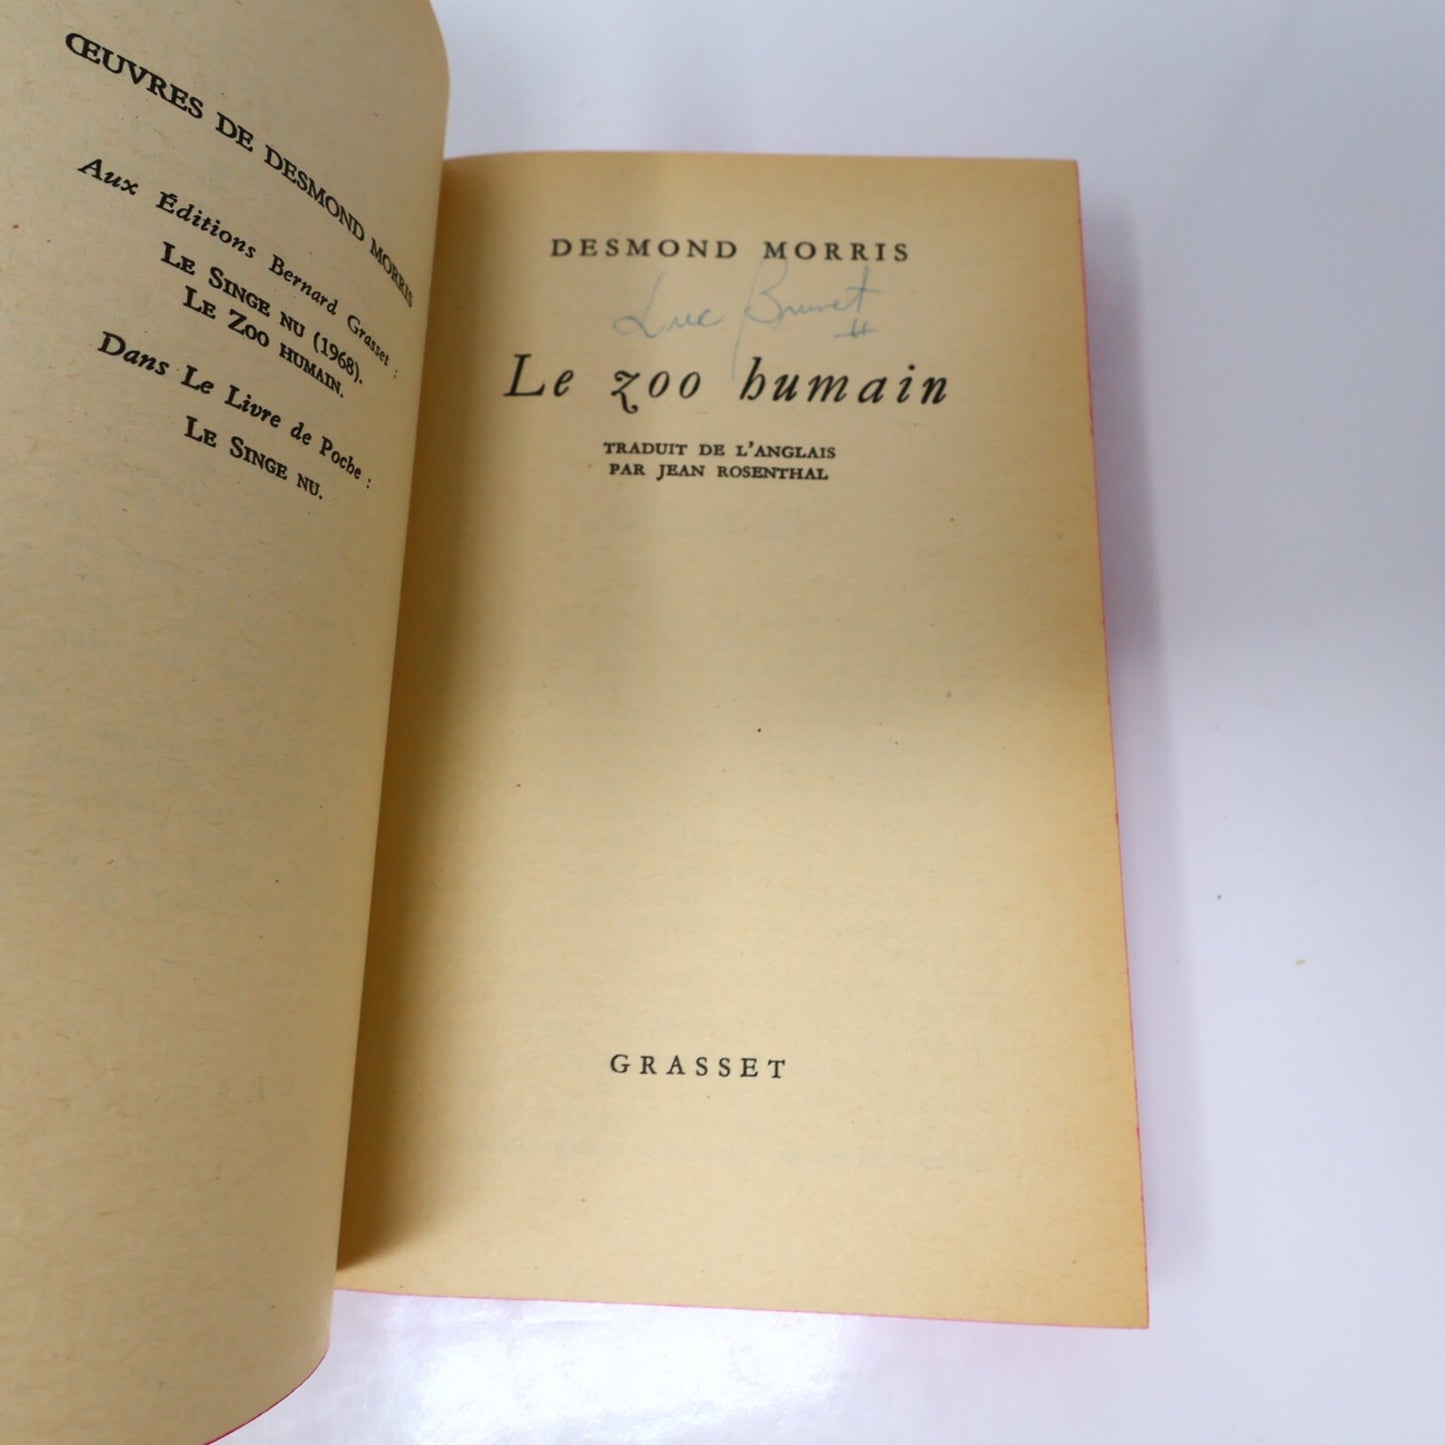 ŒUVRES DE DESMOND MORRIS
Aux Éditions Bernard Grasset :
LE SINGE NU (1968).
LE ZOO HUMAIN.
Dans Le Livre de Poche :
LE SINGE NU.
DESMOND MORRIS
Luc Brunet
Le zoo humain
TRADUIT DE L'ANGLAIS
PAR JEAN ROSENTHAL
GRASSET